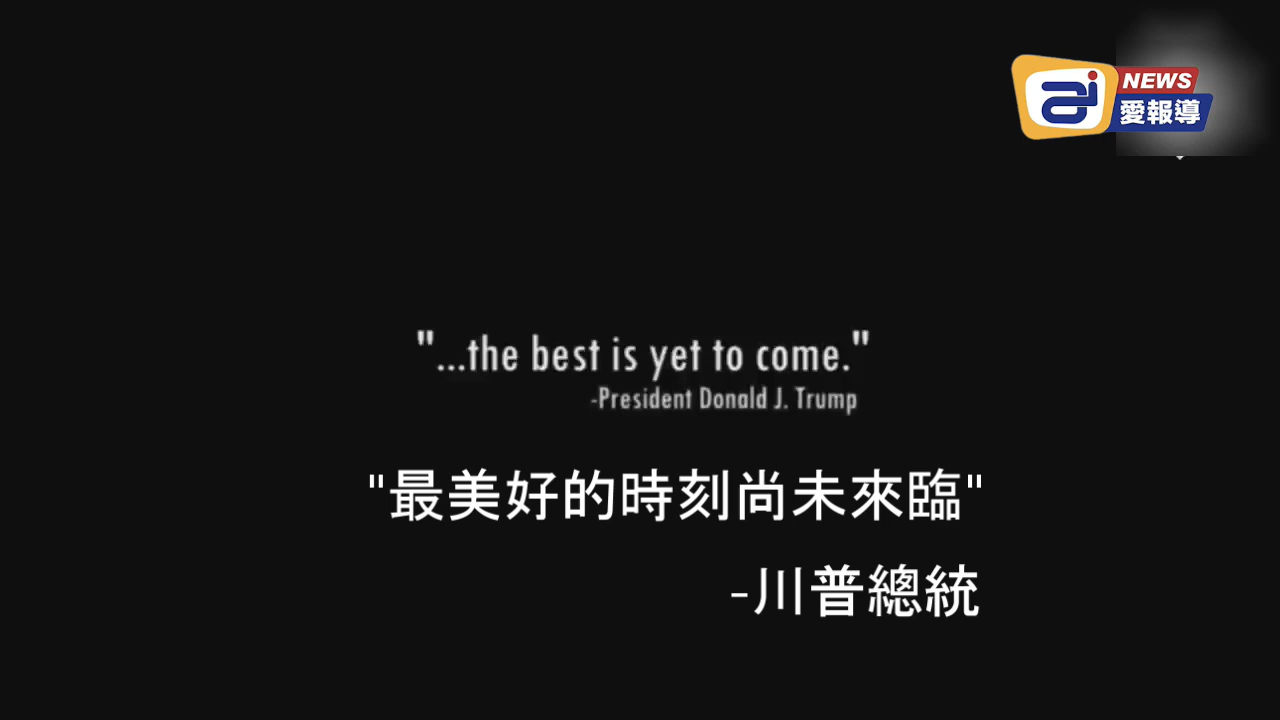 ai NEWS
愛報導
"...the best is yet to come."
-President Donald J. Trump
"最美好的時刻尚未來臨"
-川普總統